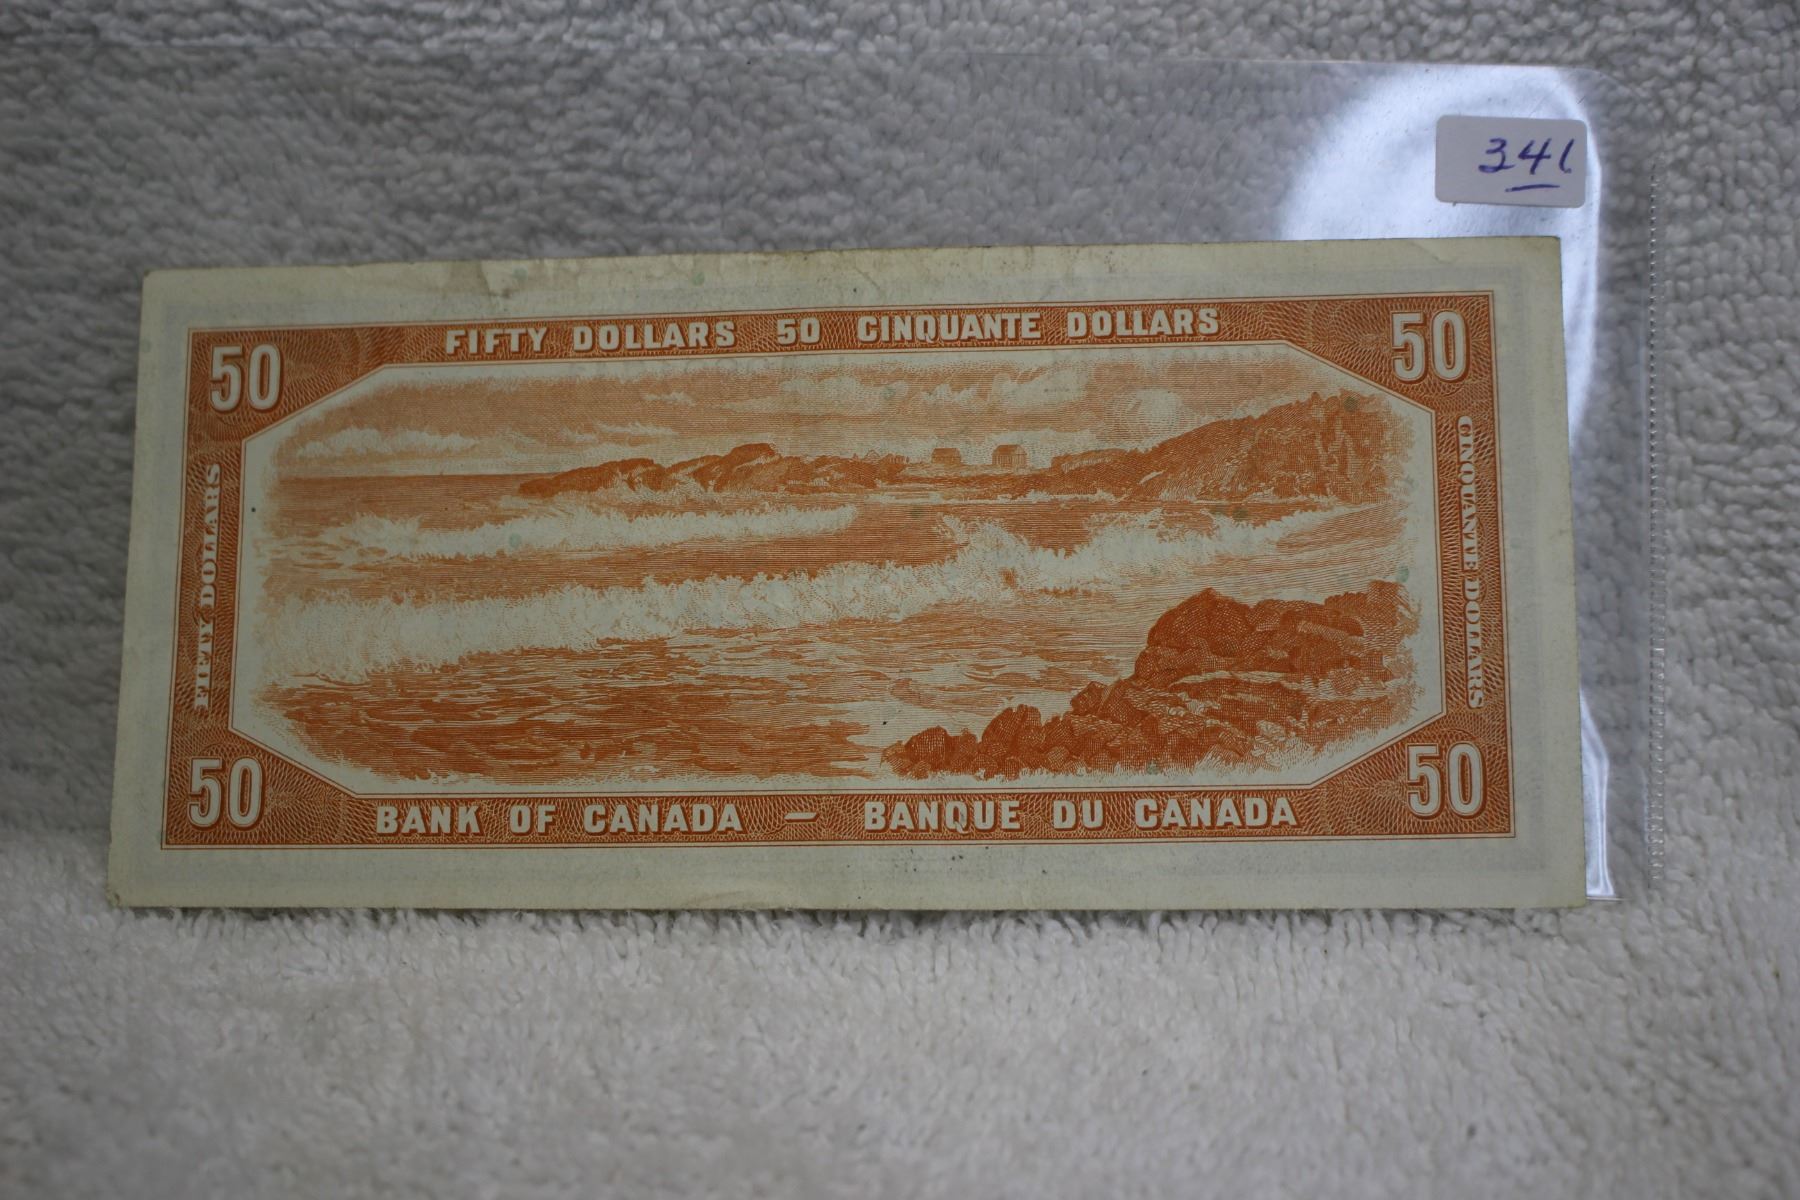 341
FIFTY DOLLARS 50 CINQUANTE DOLLARS
50
50
FIFTY DOLLARS
CINQUANTE DOLLARS
50
50
BANK OF CANADA — BANQUE DU CANADA